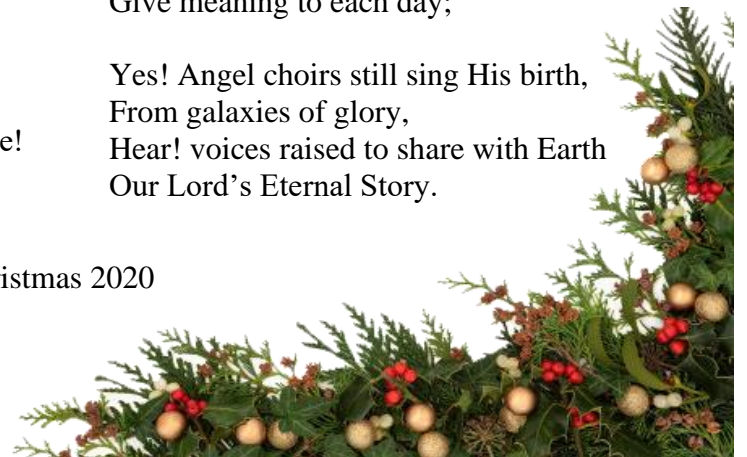 Give meaning to each day;
Yes! Angel choirs still sing His birth,
From galaxies of glory,
Hear! voices raised to share with Earth
Our Lord's Eternal Story.
e!
istmas 2020